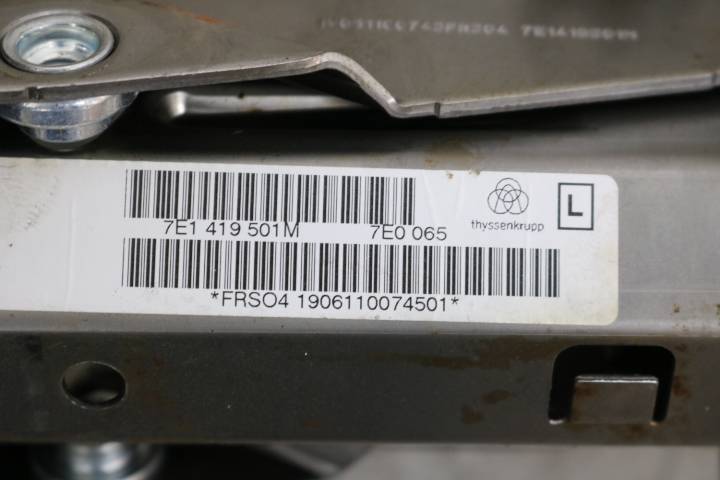 7E1 419 501M 7E0 065
thyssenkrupp
L
*FRSO4 1906110074501*